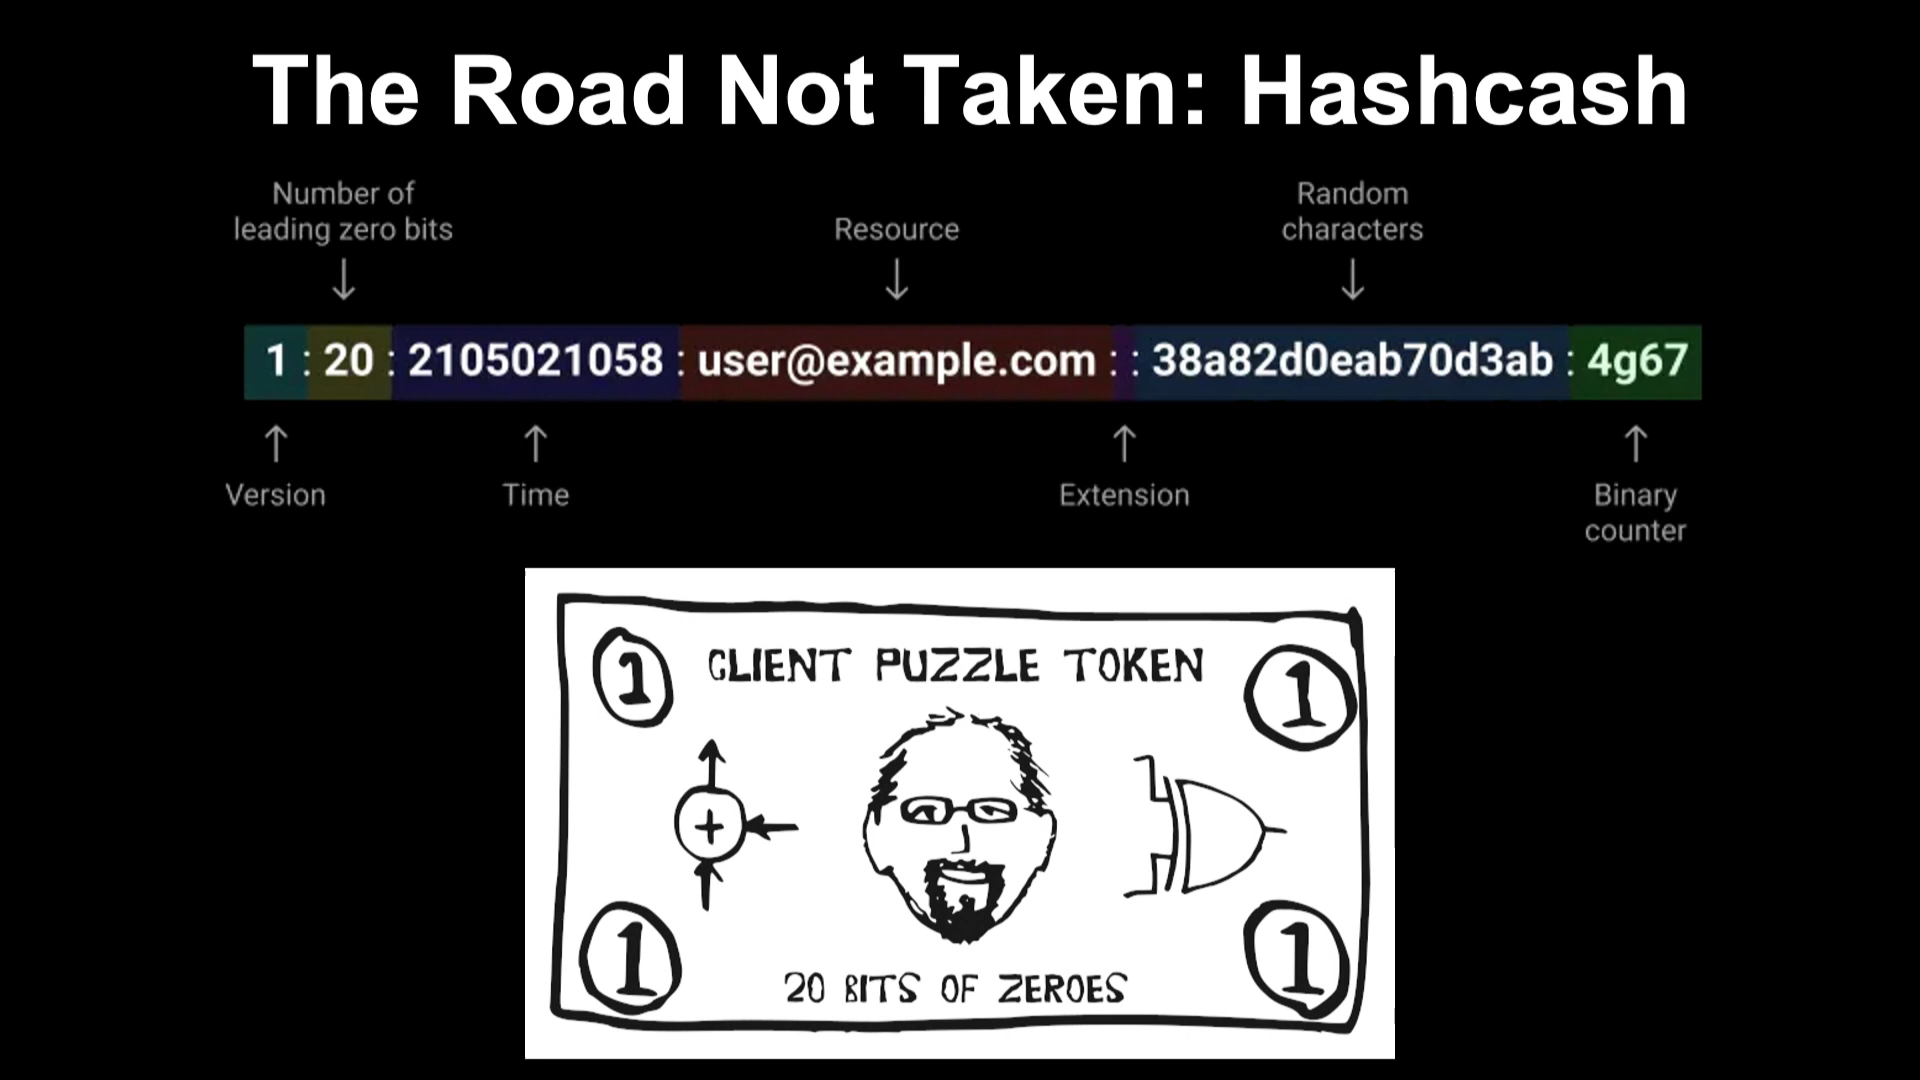 The Road Not Taken: Hashcash
Number of
leading zero bits
Resource
Random
characters
1 : 20 : 2105021058 : user@example.com : : 38a82d0eab70d3ab : 4g67
Version
Time
Extension
Binary
counter
1
CLIENT PUZZLE TOKEN
1
+
1
20 BITS OF ZEROES
1